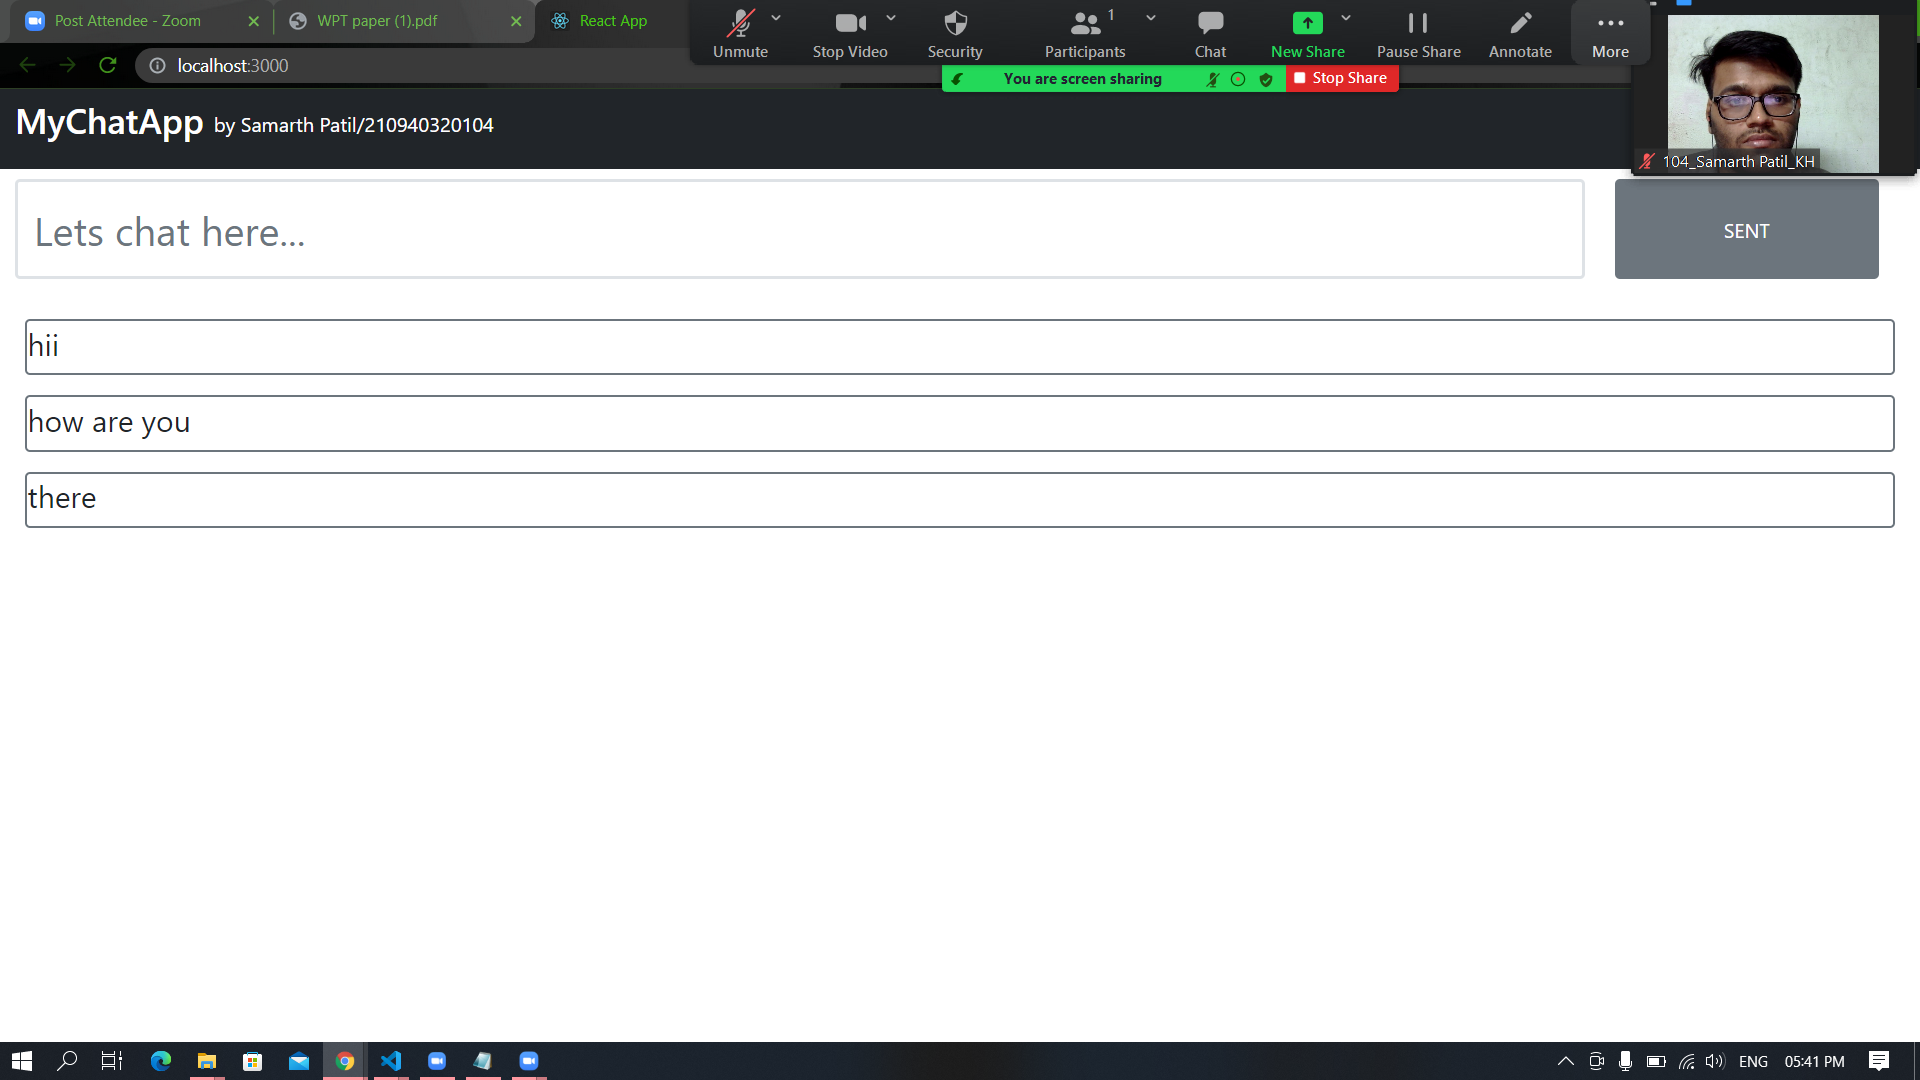 Post Attendee - Zoom
WPT paper (1).pdf
React App
1
Unmute
Stop Video
Security
Participants
Chat
New Share
Pause Share
Annotate
More
localhost:3000
You are screen sharing
Stop Share
MyChatApp by Samarth Patil/210940320104
104_Samarth Patil_KH
Lets chat here...
SENT
hii
how are you
there
ENG
05:41 PM